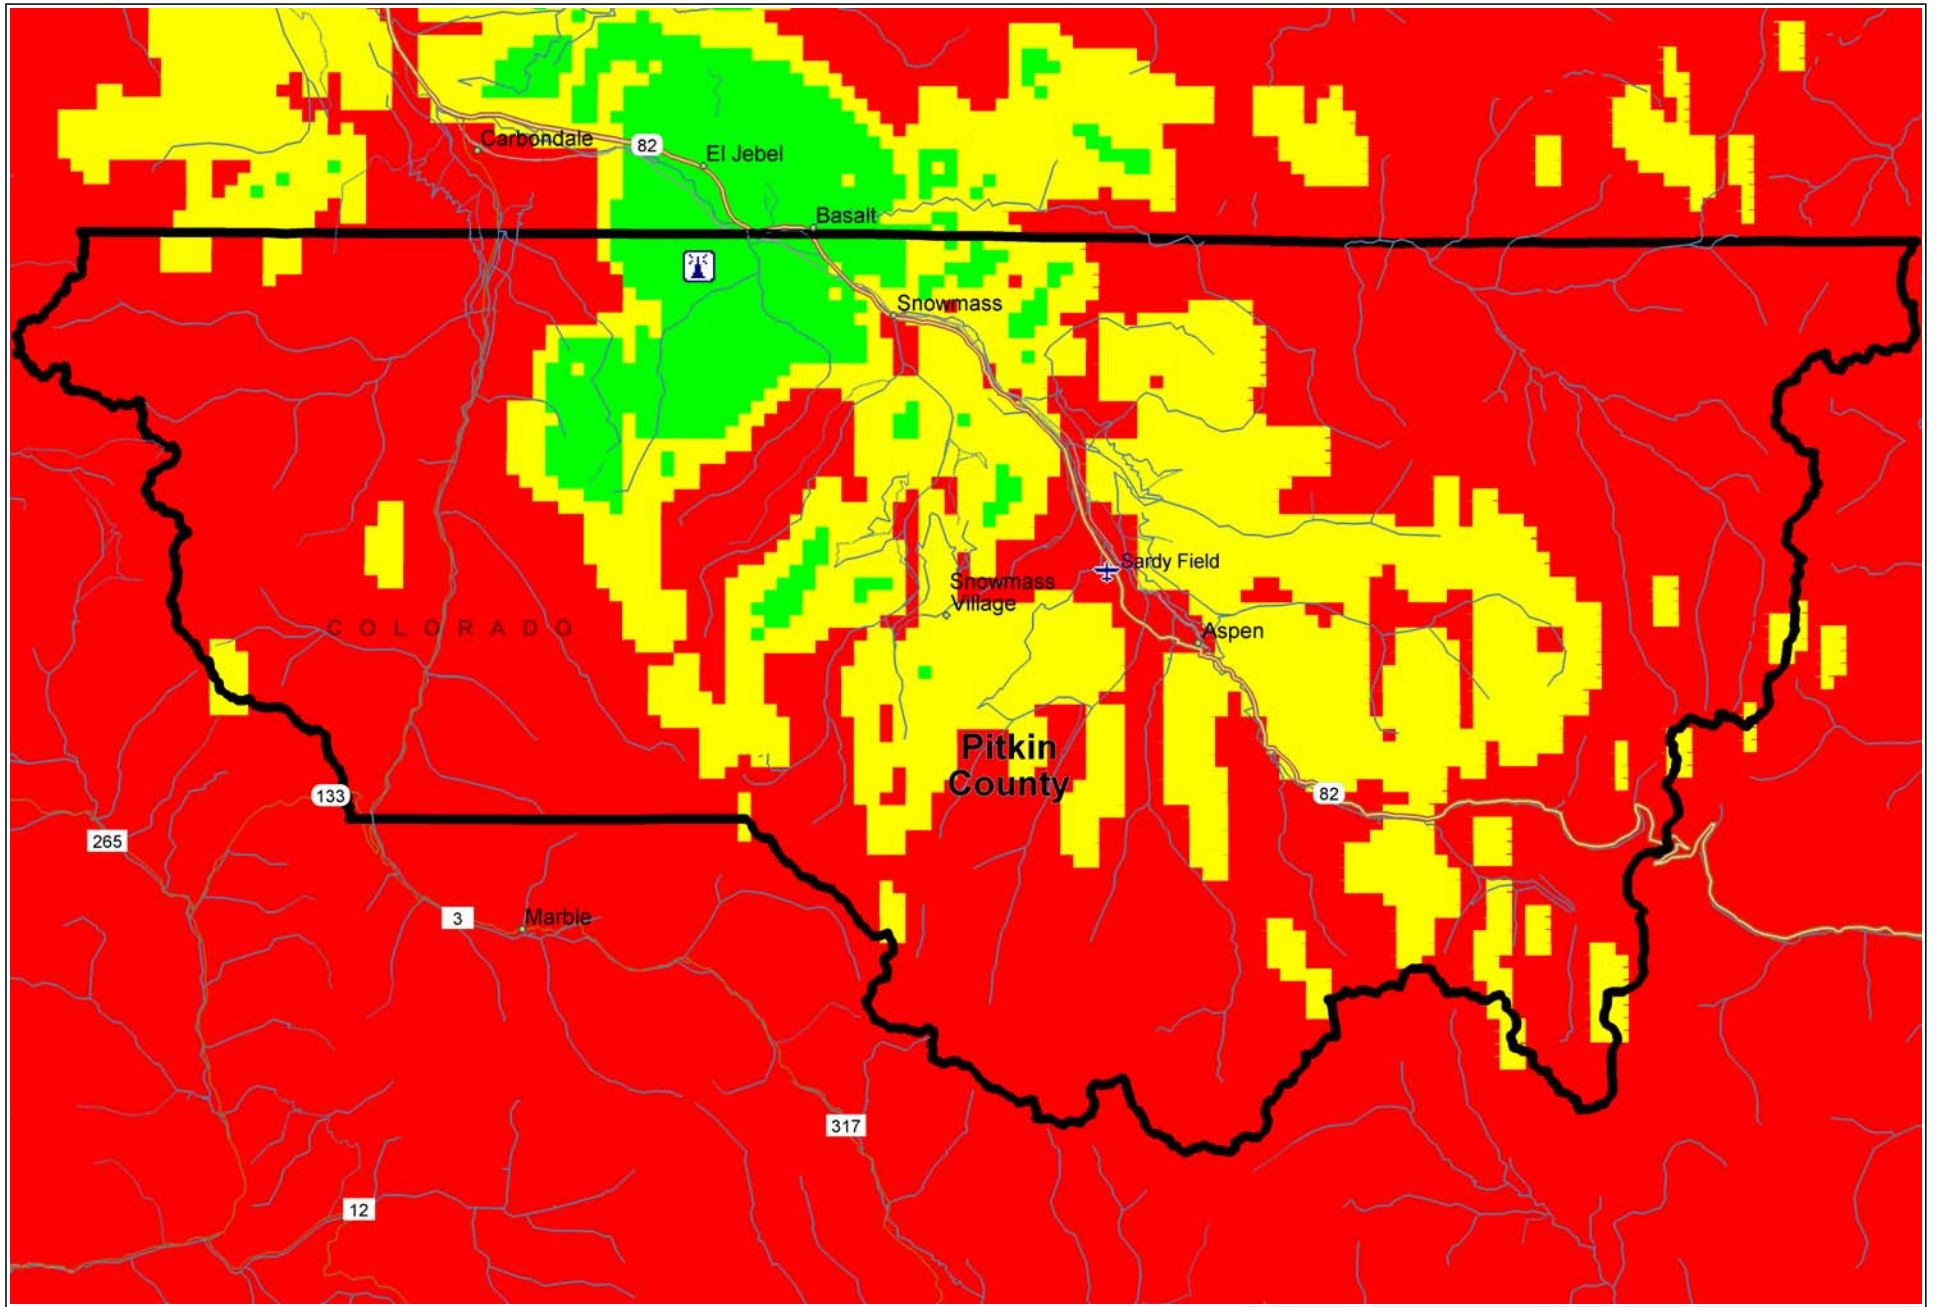 Carbondale
82
El Jebel
Basalt
Snowmass
Sardy Field
Snowmass
Village
COLORADO
Aspen
Pitkin
County
133
82
265
3
Marble
317
12